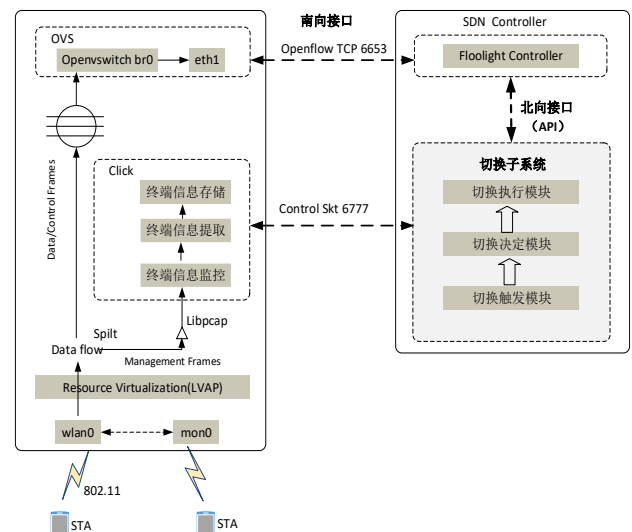 OVS
Openvswitch br0
eth1
Data/Control Frames
Click
终端信息存储
终端信息提取
终端信息监控
Libpcap
Spilt
Data flow
Management Frames
Resource Virtualization(LVAP)
wlan0
mon0
802.11
STA
STA
南向接口
Openflow TCP 6653
Control Skt 6777
SDN Controller
Floolight Controller
北向接口
（API）
切换子系统
切换执行模块
切换决定模块
切换触发模块